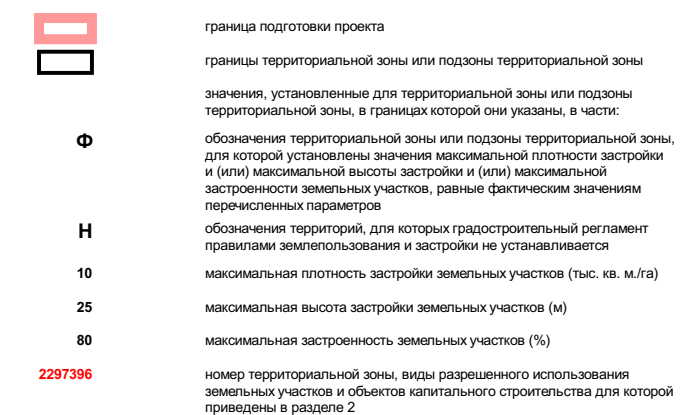 граница подготовки проекта
границы территориальной зоны или подзоны территориальной зоны
значения, установленные для территориальной зоны или подзоны
территориальной зоны, в границах которой они указаны, в части:
Ф обозначения территориальной зоны или подзоны территориальной зоны,
для которой установлены значения максимальной плотности застройки
и (или) максимальной высоты застройки и (или) максимальной
застроенности земельных участков, равные фактическим значениям
перечисленных параметров
Н обозначения территорий, для которых градостроительный регламент
правилами землепользования и застройки не устанавливается
10 максимальная плотность застройки земельных участков (тыс. кв. м./га)
25 максимальная высота застройки земельных участков (м)
80 максимальная застроенность земельных участков (%)
2297396 номер территориальной зоны, виды разрешенного использования
земельных участков и объектов капитального строительства для которой
приведены в разделе 2